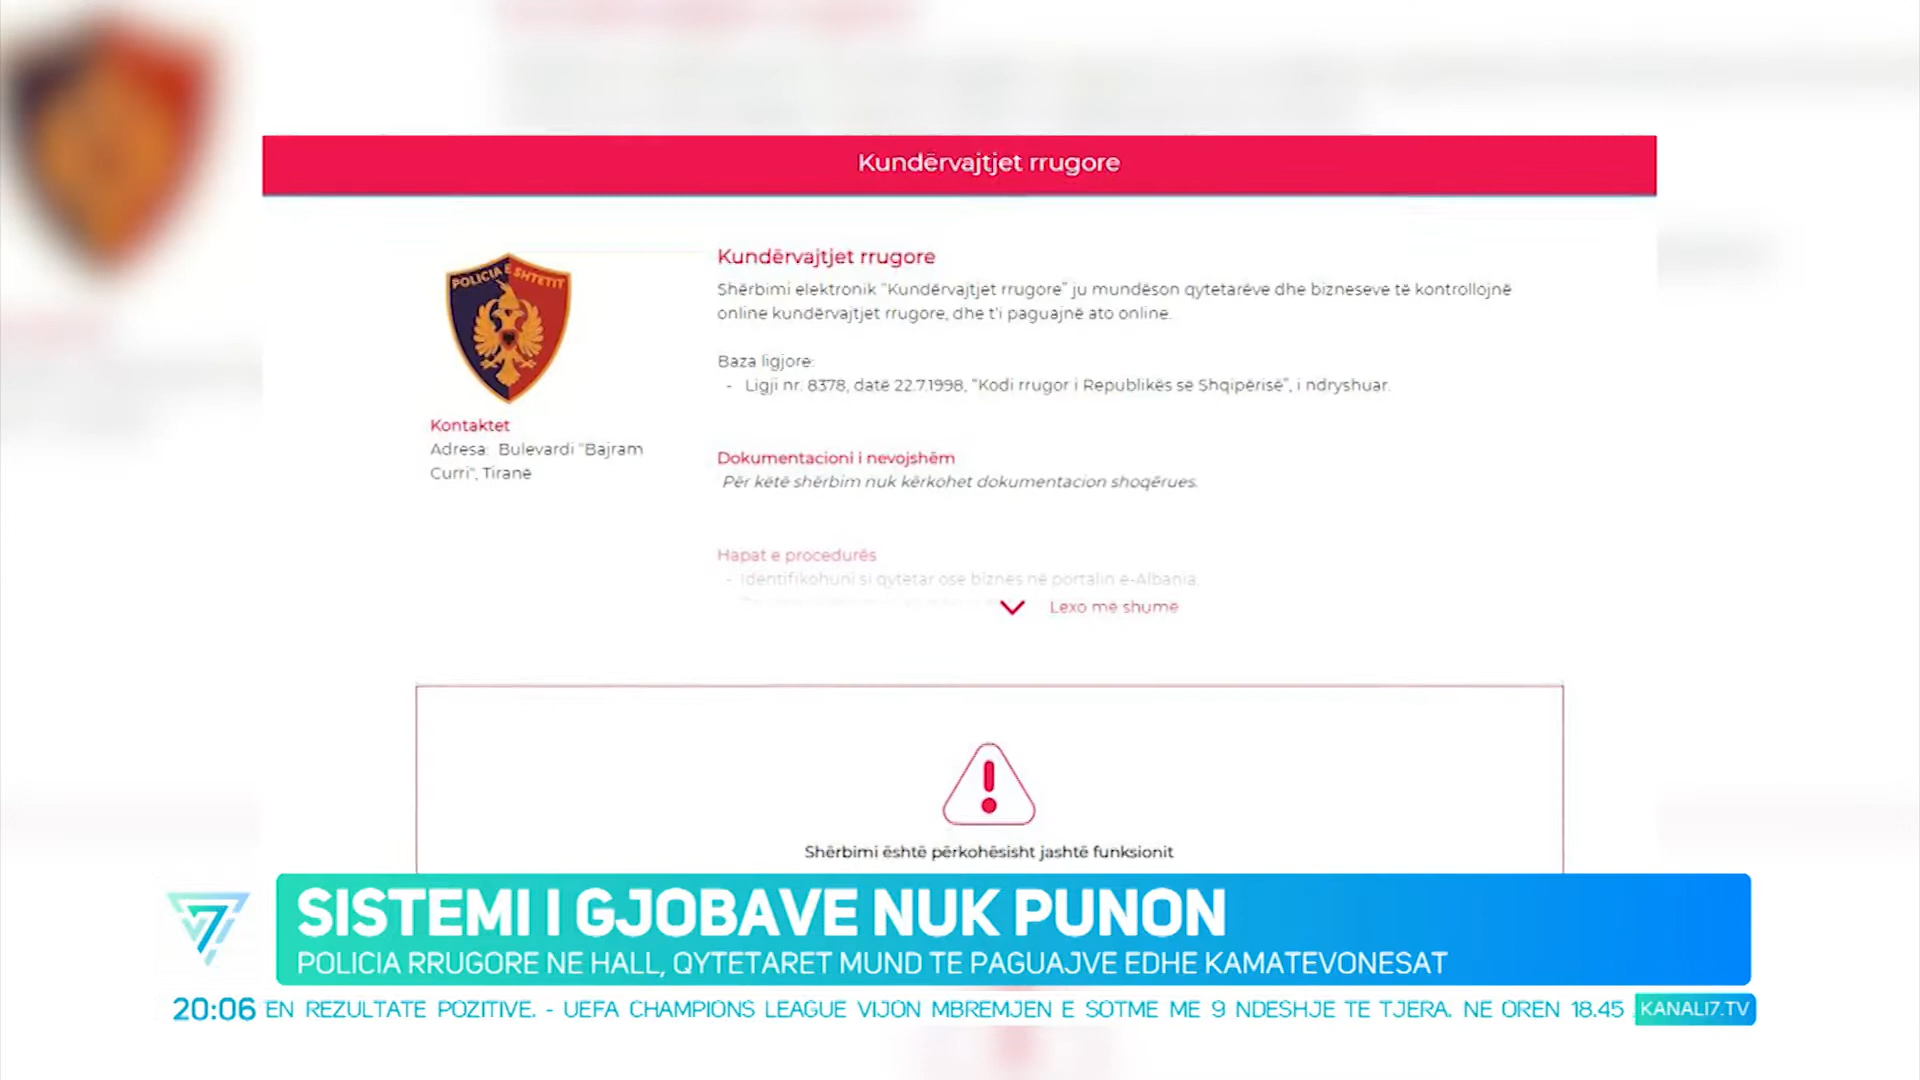 Kundërvajtjet rrugore
POLICIA E SHTETIT
Kontaktet
Adresa: Bulevardi "Bajram
Curri", Tiranë
Kundërvajtjet rrugore
Shërbimi elektronik "Kundërvajtjet rrugore" ju mundëson qytetarëve dhe bizneseve të kontrollojnë
online kundërvajtjet rrugore, dhe t'i paguajnë ato online.
Baza ligjore:
- Ligji nr. 8378, datë 22.7.1998, "Kodi rrugor i Republikës së Shqipërisë", i ndryshuar.
Dokumentacioni i nevojshëm
Për këtë shërbim nuk kërkohet dokumentacion shoqërues.
Hapat e procedurës
- Identifikohuni si qytetar ose biznes në portalin e-Albania;
Lexo më shumë
Shërbimi është përkohësisht jashtë funksionit
SISTEMI I GJOBAVE NUK PUNON
POLICIA RRUGORE NE HALL, QYTETARET MUND TE PAGUAJVE EDHE KAMATEVONESAT
20:06 EN REZULTATE POZITIVE. - UEFA CHAMPIONS LEAGUE VIJON MBREMJEN E SOTME ME 9 NDESHJE TE TJERA. NE OREN 18.45 KANALI7.TV